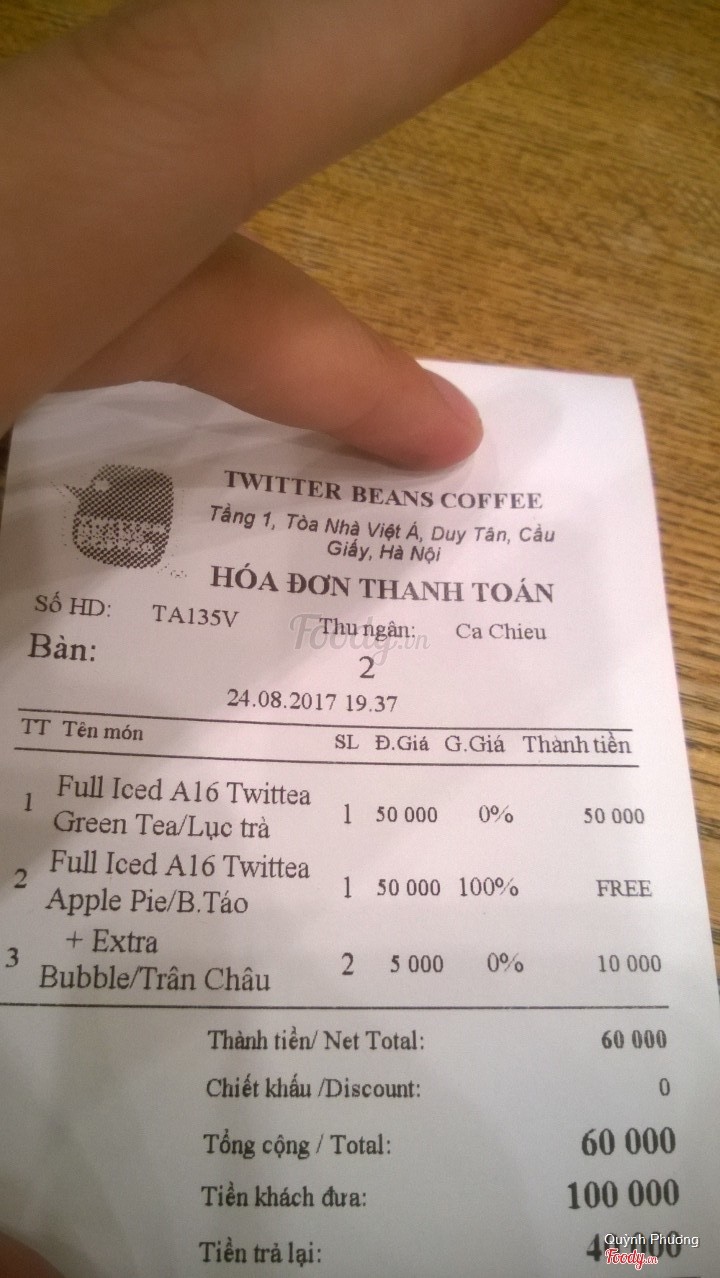 TWITTER BEANS COFFEE
Tầng 1, Tòa Nhà Việt Á, Duy Tân, Cầu
Giấy, Hà Nội
HÓA ĐƠN THANH TOÁN
Số HD: TA135V Thu ngân: Ca Chieu
Foody.vn
Bàn: 2
24.08.2017 19.37
TT Tên món SL Đ.Giá G.Giá Thành tiền
1 Full Iced A16 Twittea
Green Tea/Lục trà 1 50 000 0% 50 000
2 Full Iced A16 Twittea
Apple Pie/B.Táo 1 50 000 100% FREE
3 + Extra
Bubble/Trân Châu 2 5 000 0% 10 000
Thành tiền/ Net Total: 60 000
Chiết khấu /Discount: 0
Tổng cộng / Total: 60 000
Tiền khách đưa: 100 000
Tiền trả lại: 40 000
Quỳnh Phương
Foody.vn